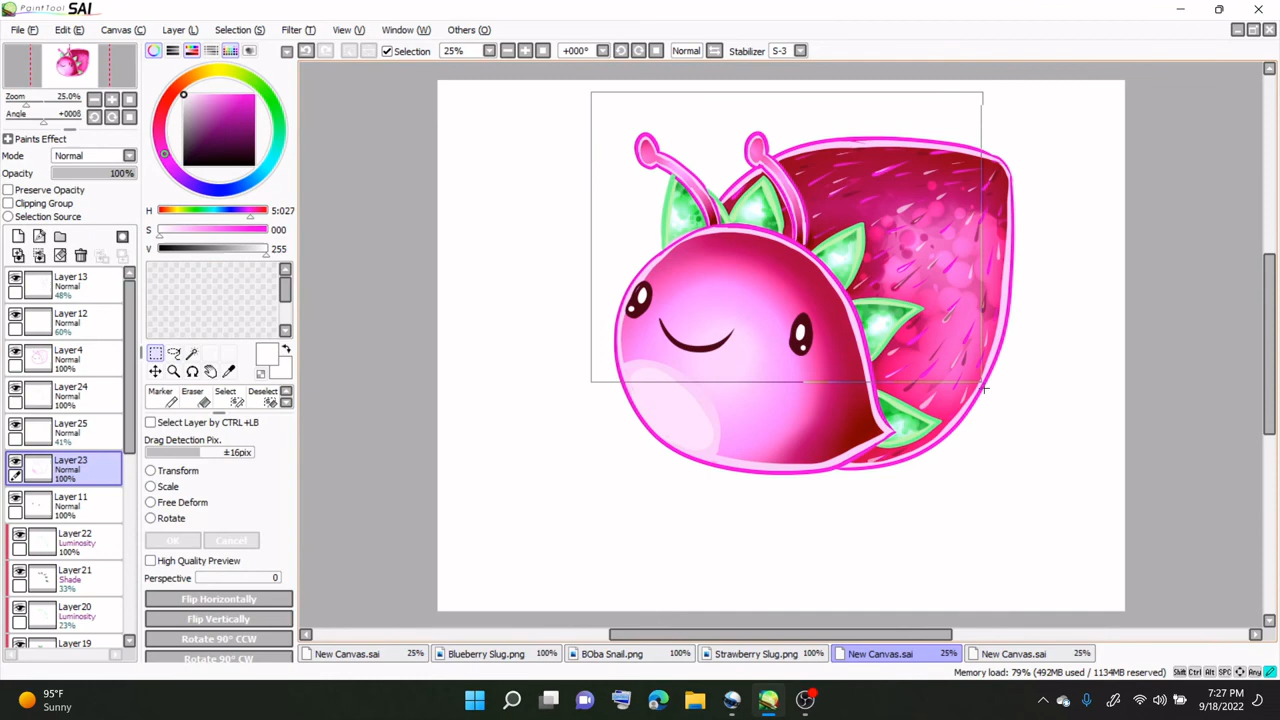 PaintTool SAI
File (F) Edit (E) Canvas (C) Layer (L) Selection (S) Filter (T) View (V) Window (W) Others (O)
Selection 25% +000° Normal Stabilizer S-3
Zoom 25.0%
Angle +000ß
Paints Effect
Mode Normal
Opacity 100%
Preserve Opacity
Clipping Group
Selection Source
Layer13
Normal
48%
Layer12
Normal
60%
Layer4
Normal
100%
Layer24
Normal
100%
Layer25
Normal
41%
Layer23
Normal
100%
Layer11
Normal
100%
Layer22
Luminosity
100%
Layer21
Shade
33%
Layer20
Luminosity
23%
Layer19
H 5:027
S 000
V 255
Marker Eraser Select Deselect
Select Layer by CTRL+LB
Drag Detection Pix.
±16pix
Transform
Scale
Free Deform
Rotate
OK Cancel
High Quality Preview
Perspective 0
Flip Horizontally
Flip Vertically
Rotate 90° CCW
Rotate 90° CW
New Canvas.sai 25% Blueberry Slug.png 100% BOba Snail.png 100% Strawberry Slug.png 100% New Canvas.sai 25% New Canvas.sai 25%
Memory load: 79% (492MB used / 1134MB reserved) Shift Ctrl Alt SPC Any
95°F
Sunny
7:27 PM
9/18/2022